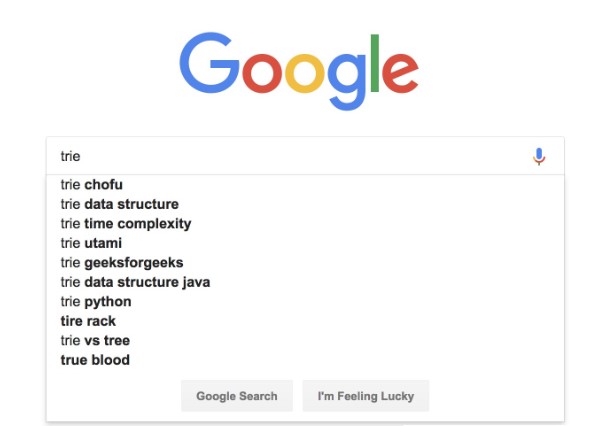 Google
trie
trie chofu
trie data structure
trie time complexity
trie utami
trie geeksforgeeks
trie data structure java
trie python
tire rack
trie vs tree
true blood
Google Search I'm Feeling Lucky